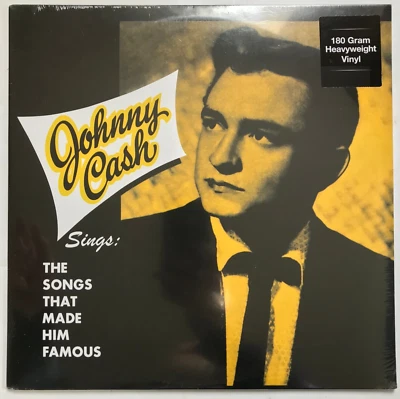 180 Gram
Heavyweight
Vinyl
Johnny
Cash
Sings:
THE
SONGS
THAT
MADE
HIM
FAMOUS